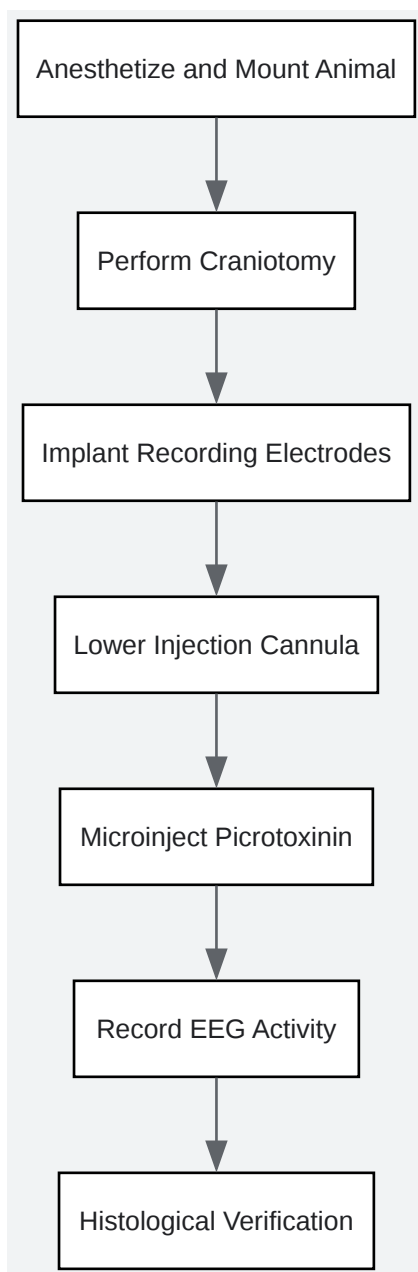 Anesthetize and Mount Animal
Perform Craniotomy
Implant Recording Electrodes
Lower Injection Cannula
Microinject Picrotoxinin
Record EEG Activity
Histological Verification